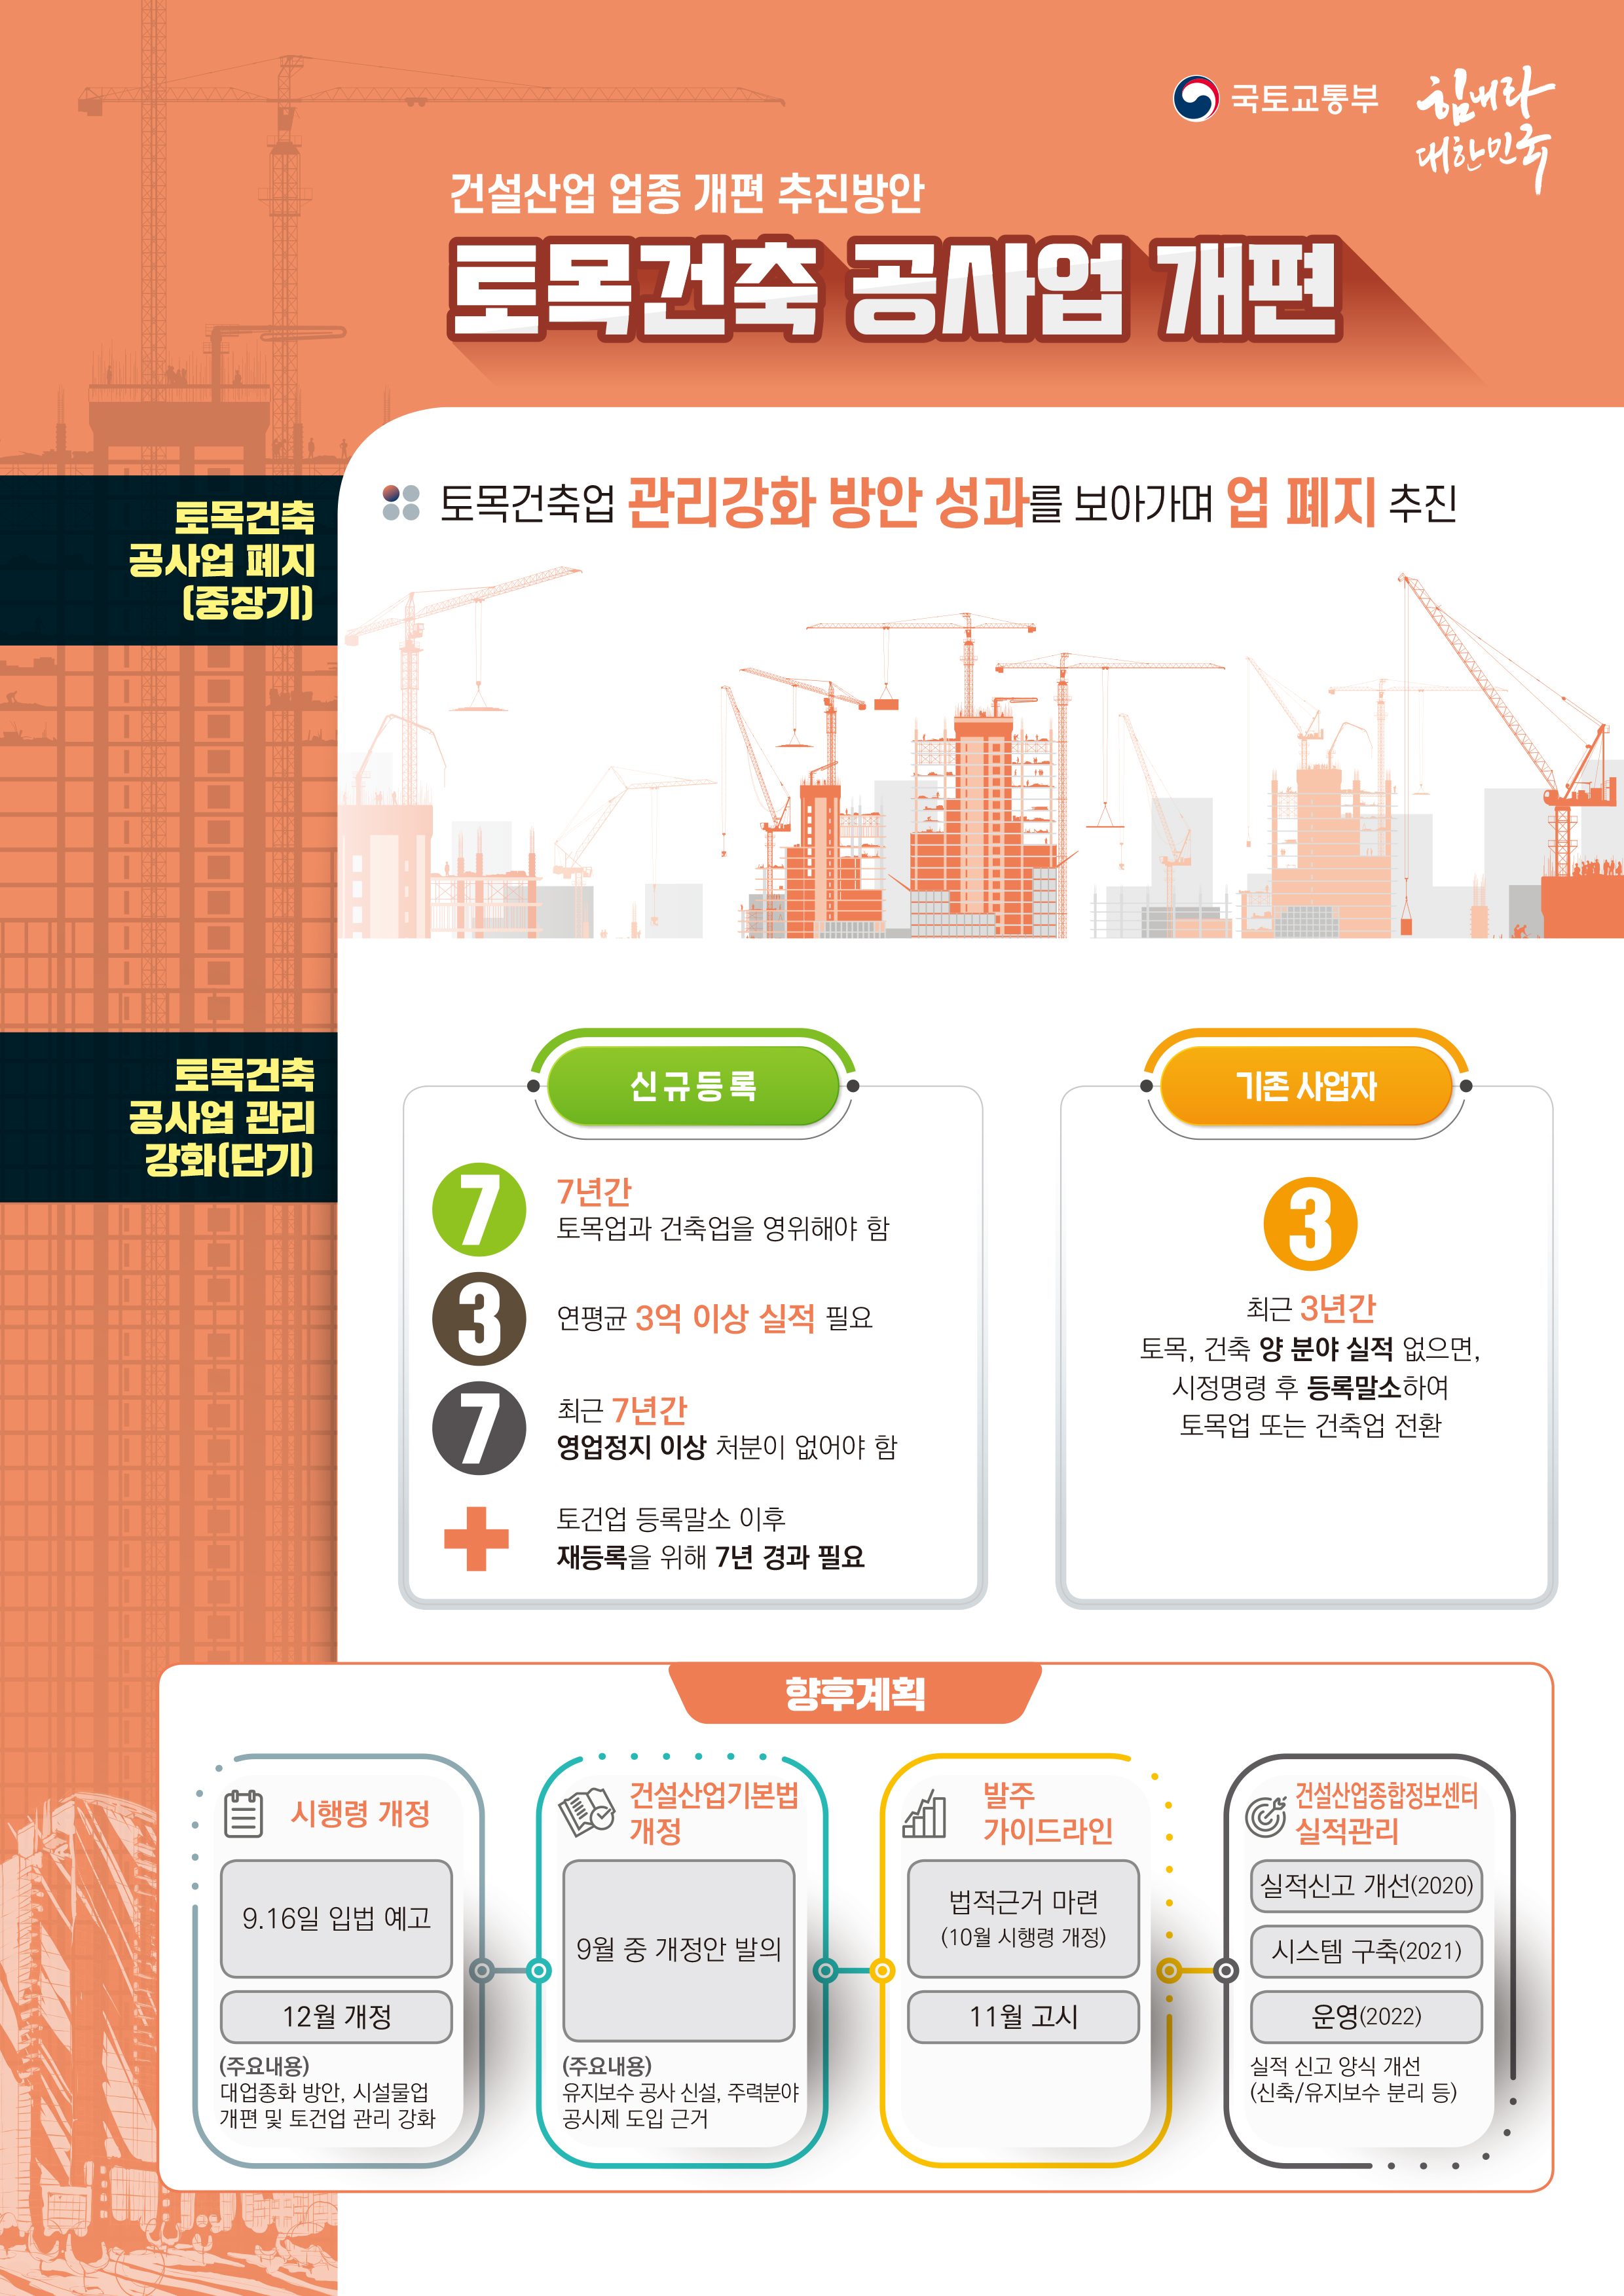 국토교통부
힘내라
대한민국
건설산업 업종 개편 추진방안
토목건축 공사업 개편
토목건축
공사업 폐지
(중장기)
토목건축업 관리강화 방안 성과를 보아가며 업 폐지 추진
토목건축
공사업 관리
강화(단기)
신규등록
7
7년간
토목업과 건축업을 영위해야 함
3
연평균 3억 이상 실적 필요
7
최근 7년간
영업정지 이상 처분이 없어야 함
토건업 등록말소 이후
재등록을 위해 7년 경과 필요
기존 사업자
3
최근 3년간
토목, 건축 양 분야 실적 없으면,
시정명령 후 등록말소하여
토목업 또는 건축업 전환
향후계획
시행령 개정
9.16일 입법 예고
12월 개정
(주요내용)
대업종화 방안, 시설물업
개편 및 토건업 관리 강화
건설산업기본법
개정
9월 중 개정안 발의
(주요내용)
유지보수 공사 신설, 주력분야
공시제 도입 근거
발주
가이드라인
법적근거 마련
(10월 시행령 개정)
11월 고시
건설산업종합정보센터
실적관리
실적신고 개선(2020)
시스템 구축(2021)
운영(2022)
실적 신고 양식 개선
(신축/유지보수 분리 등)